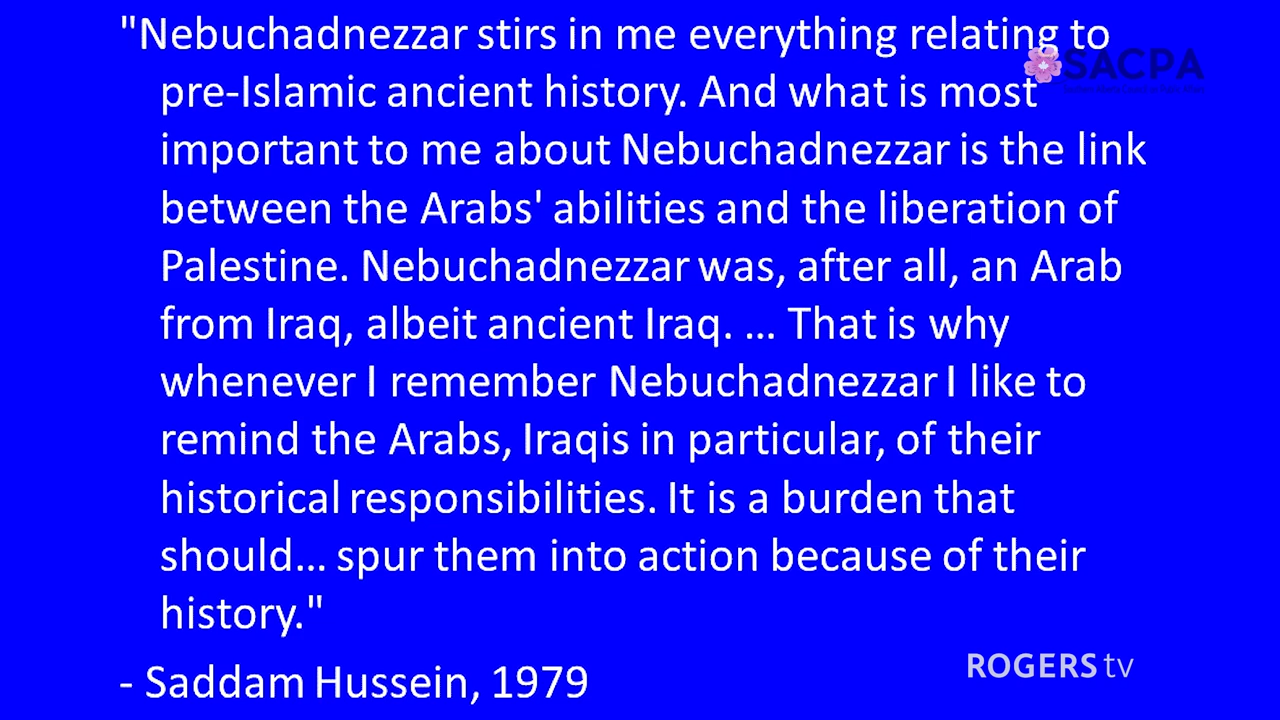 "Nebuchadnezzar stirs in me everything relating to
pre-Islamic ancient history. And what is most
important to me about Nebuchadnezzar is the link
between the Arabs' abilities and the liberation of
Palestine. Nebuchadnezzar was, after all, an Arab
from Iraq, albeit ancient Iraq. ... That is why
whenever I remember Nebuchadnezzar I like to
remind the Arabs, Iraqis in particular, of their
historical responsibilities. It is a burden that
should... spur them into action because of their
history."
- Saddam Hussein, 1979
SACPA
ROGERS tv